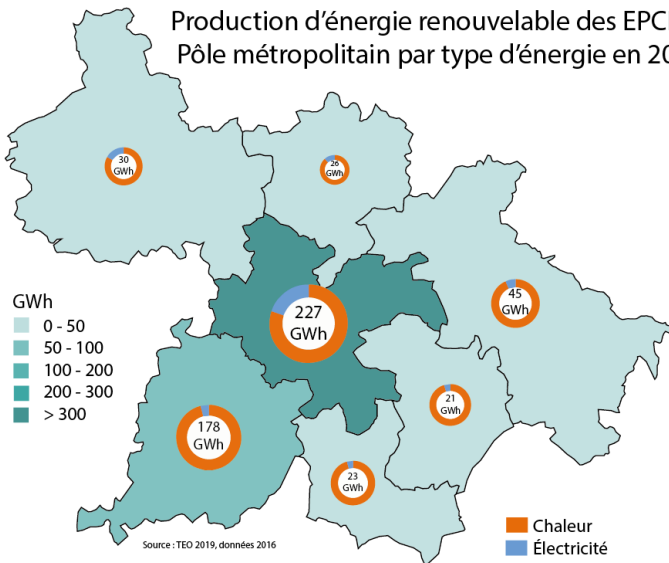 Production d’énergie renouvelable des EPC
Pôle métropolitain par type d’énergie en 20
30
GWh
26
GWh
45
GWh
227
GWh
21
GWh
178
GWh
23
GWh
GWh
0 - 50
50 - 100
100 - 200
200 - 300
> 300
Chaleur
Électricité
Source : TEO 2019, données 2016